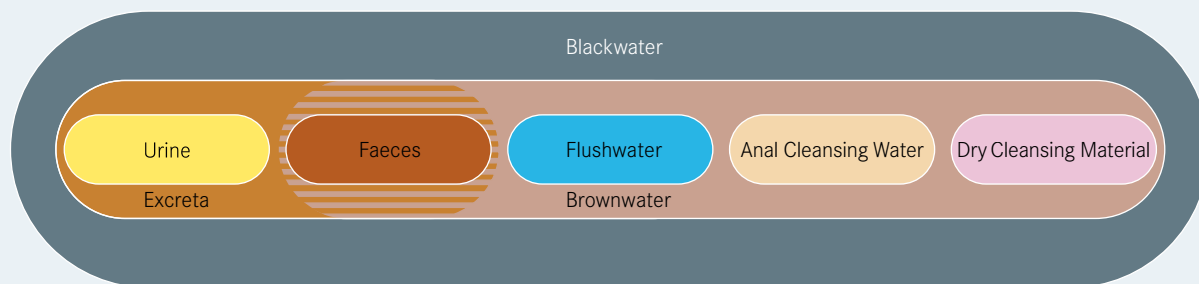 Blackwater
Urine
Faeces
Flushwater
Anal Cleansing Water
Dry Cleansing Material
Excreta
Brownwater